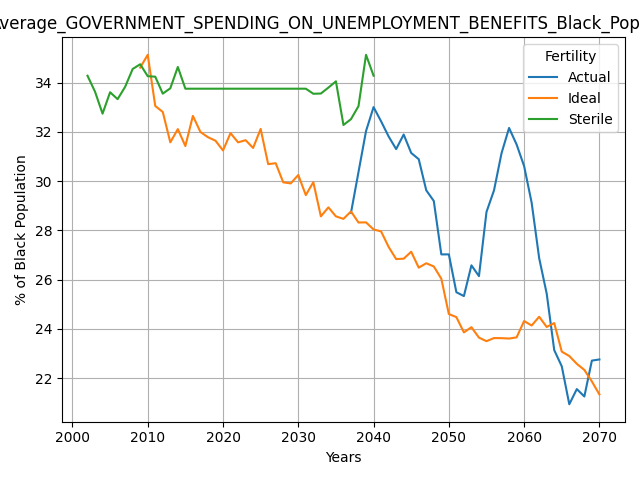 verage_GOVERNMENT_SPENDING_ON_UNEMPLOYMENT_BENEFITS_Black_Pop
Fertility
Actual
Ideal
Sterile
% of Black Population
34
32
30
28
26
24
22
2000 2010 2020 2030 2040 2050 2060 2070
Years